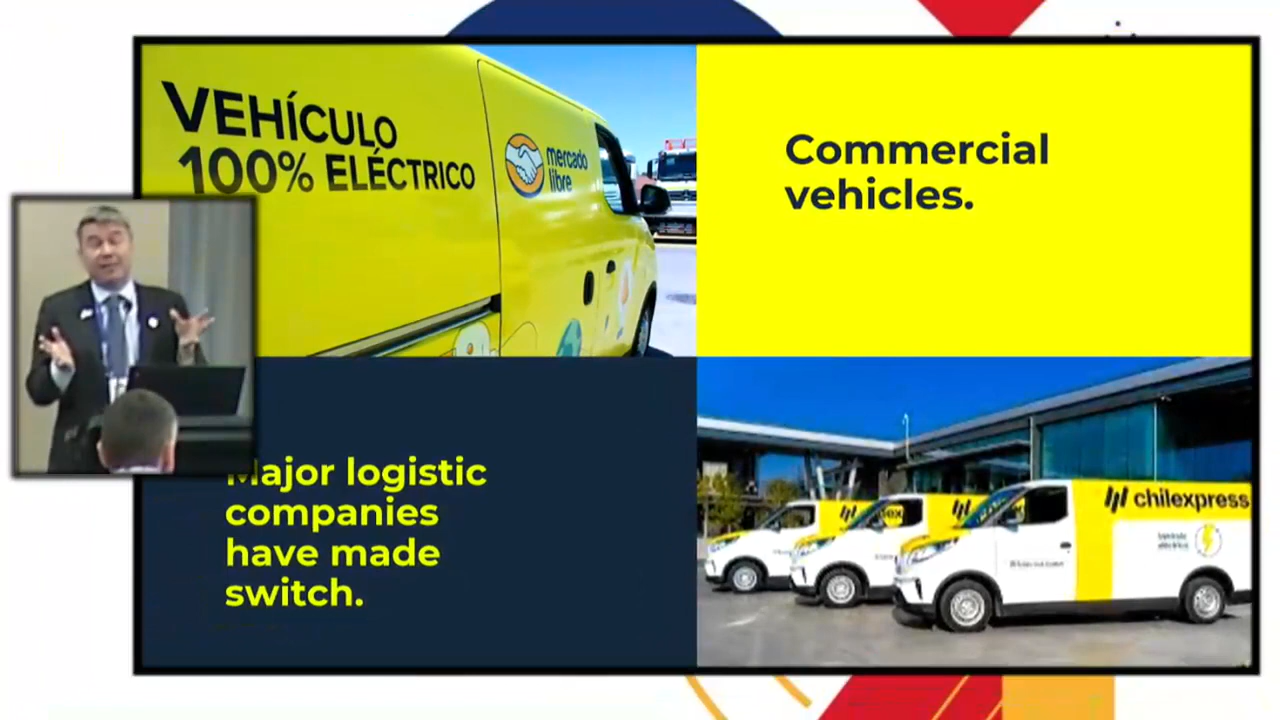 VEHÍCULO
100% ELÉCTRICO
mercado
libre
Commercial
vehicles.
Major logistic
companies
have made
switch.
chilexpress